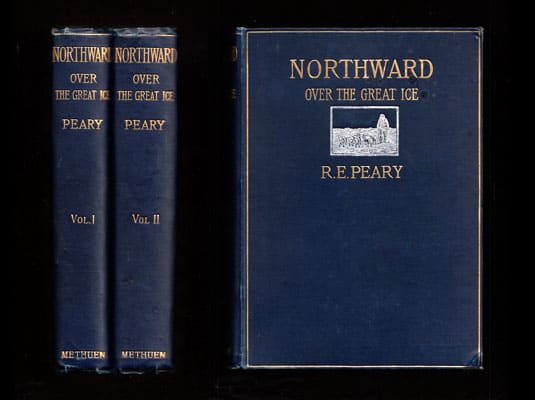 NORTHWARD
OVER
THE GREAT ICE
PEARY
VOL. I
METHUEN
NORTHWARD
OVER
THE GREAT ICE
PEARY
VOL II
METHUEN
NORTHWARD
OVER THE GREAT ICE
R.E.PEARY